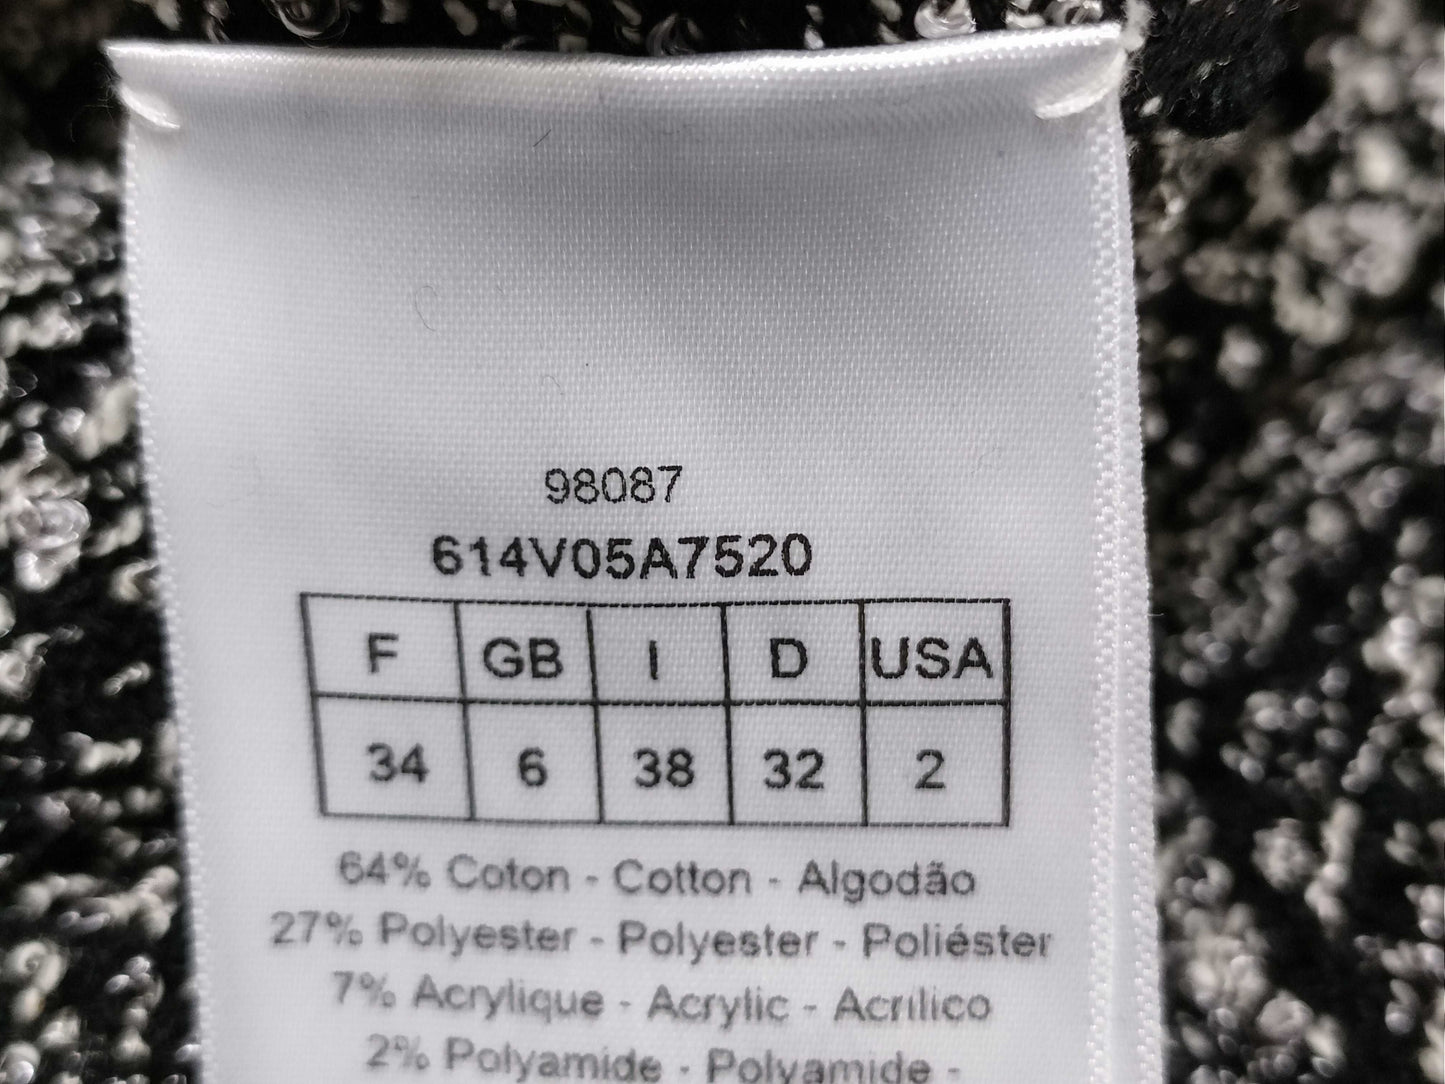 98087
614V05A7520
F GB I D USA
34 6 38 32 2
64% Coton - Cotton - Algodão
27% Polyester - Polyester - Poliéster
7% Acrylique - Acrylic - Acrílico
2% Polyamide - Polyamide -